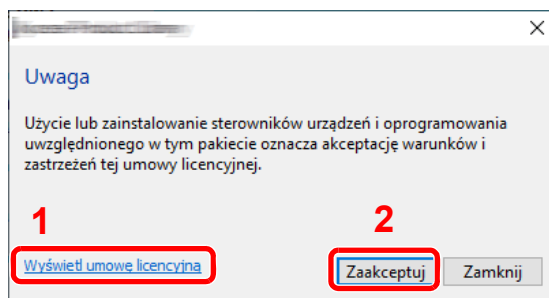 Uwaga
Użycie lub zainstalowanie sterowników urządzeń i oprogramowania
uwzględnionego w tym pakiecie oznacza akceptację warunków i
zastrzeżeń tej umowy licencyjnej.
1
2
Wyświetl umowę licencyjną
Zaakceptuj
Zamknij